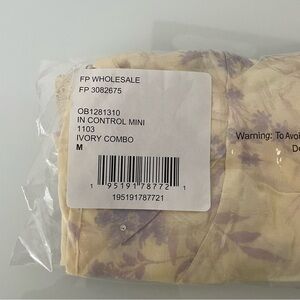 FP WHOLESALE
FP 3082675
OB1281310
IN CONTROL MINI
1103
IVORY COMBO
M
1 95191 78772 1
195191787721
Warning: To Avoi
Do